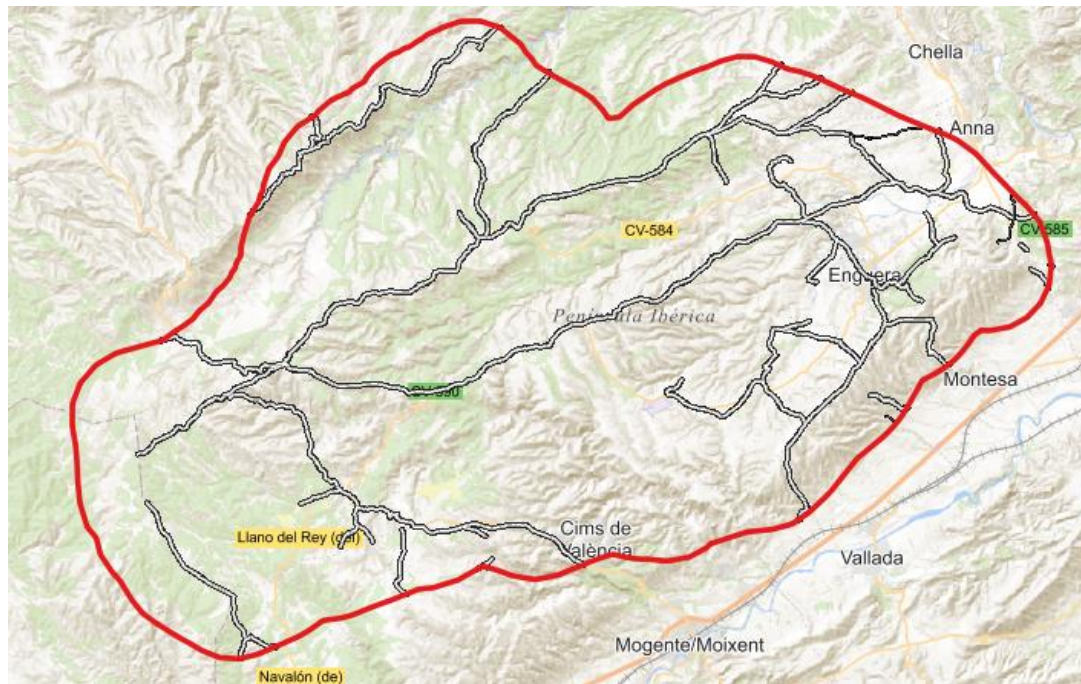 Chella
Anna
CV-584
CV-585
Enguera
Península Ibérica
Montesa
CV-590
Cims de
València
Llano del Rey (del)
Vallada
Mogente/Moixent
Navalón (de)